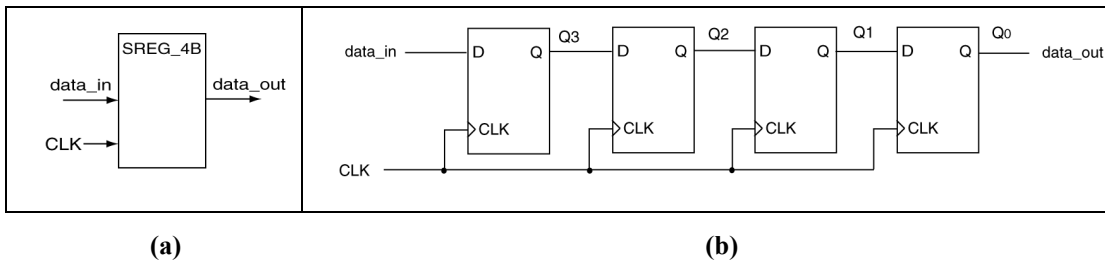 SREG_4B
data_in
data_out
CLK
Q3
Q2
Q1
Q0
data_in
D
Q
D
Q
D
Q
D
Q
data_out
CLK
CLK
CLK
CLK
CLK
(a)
(b)